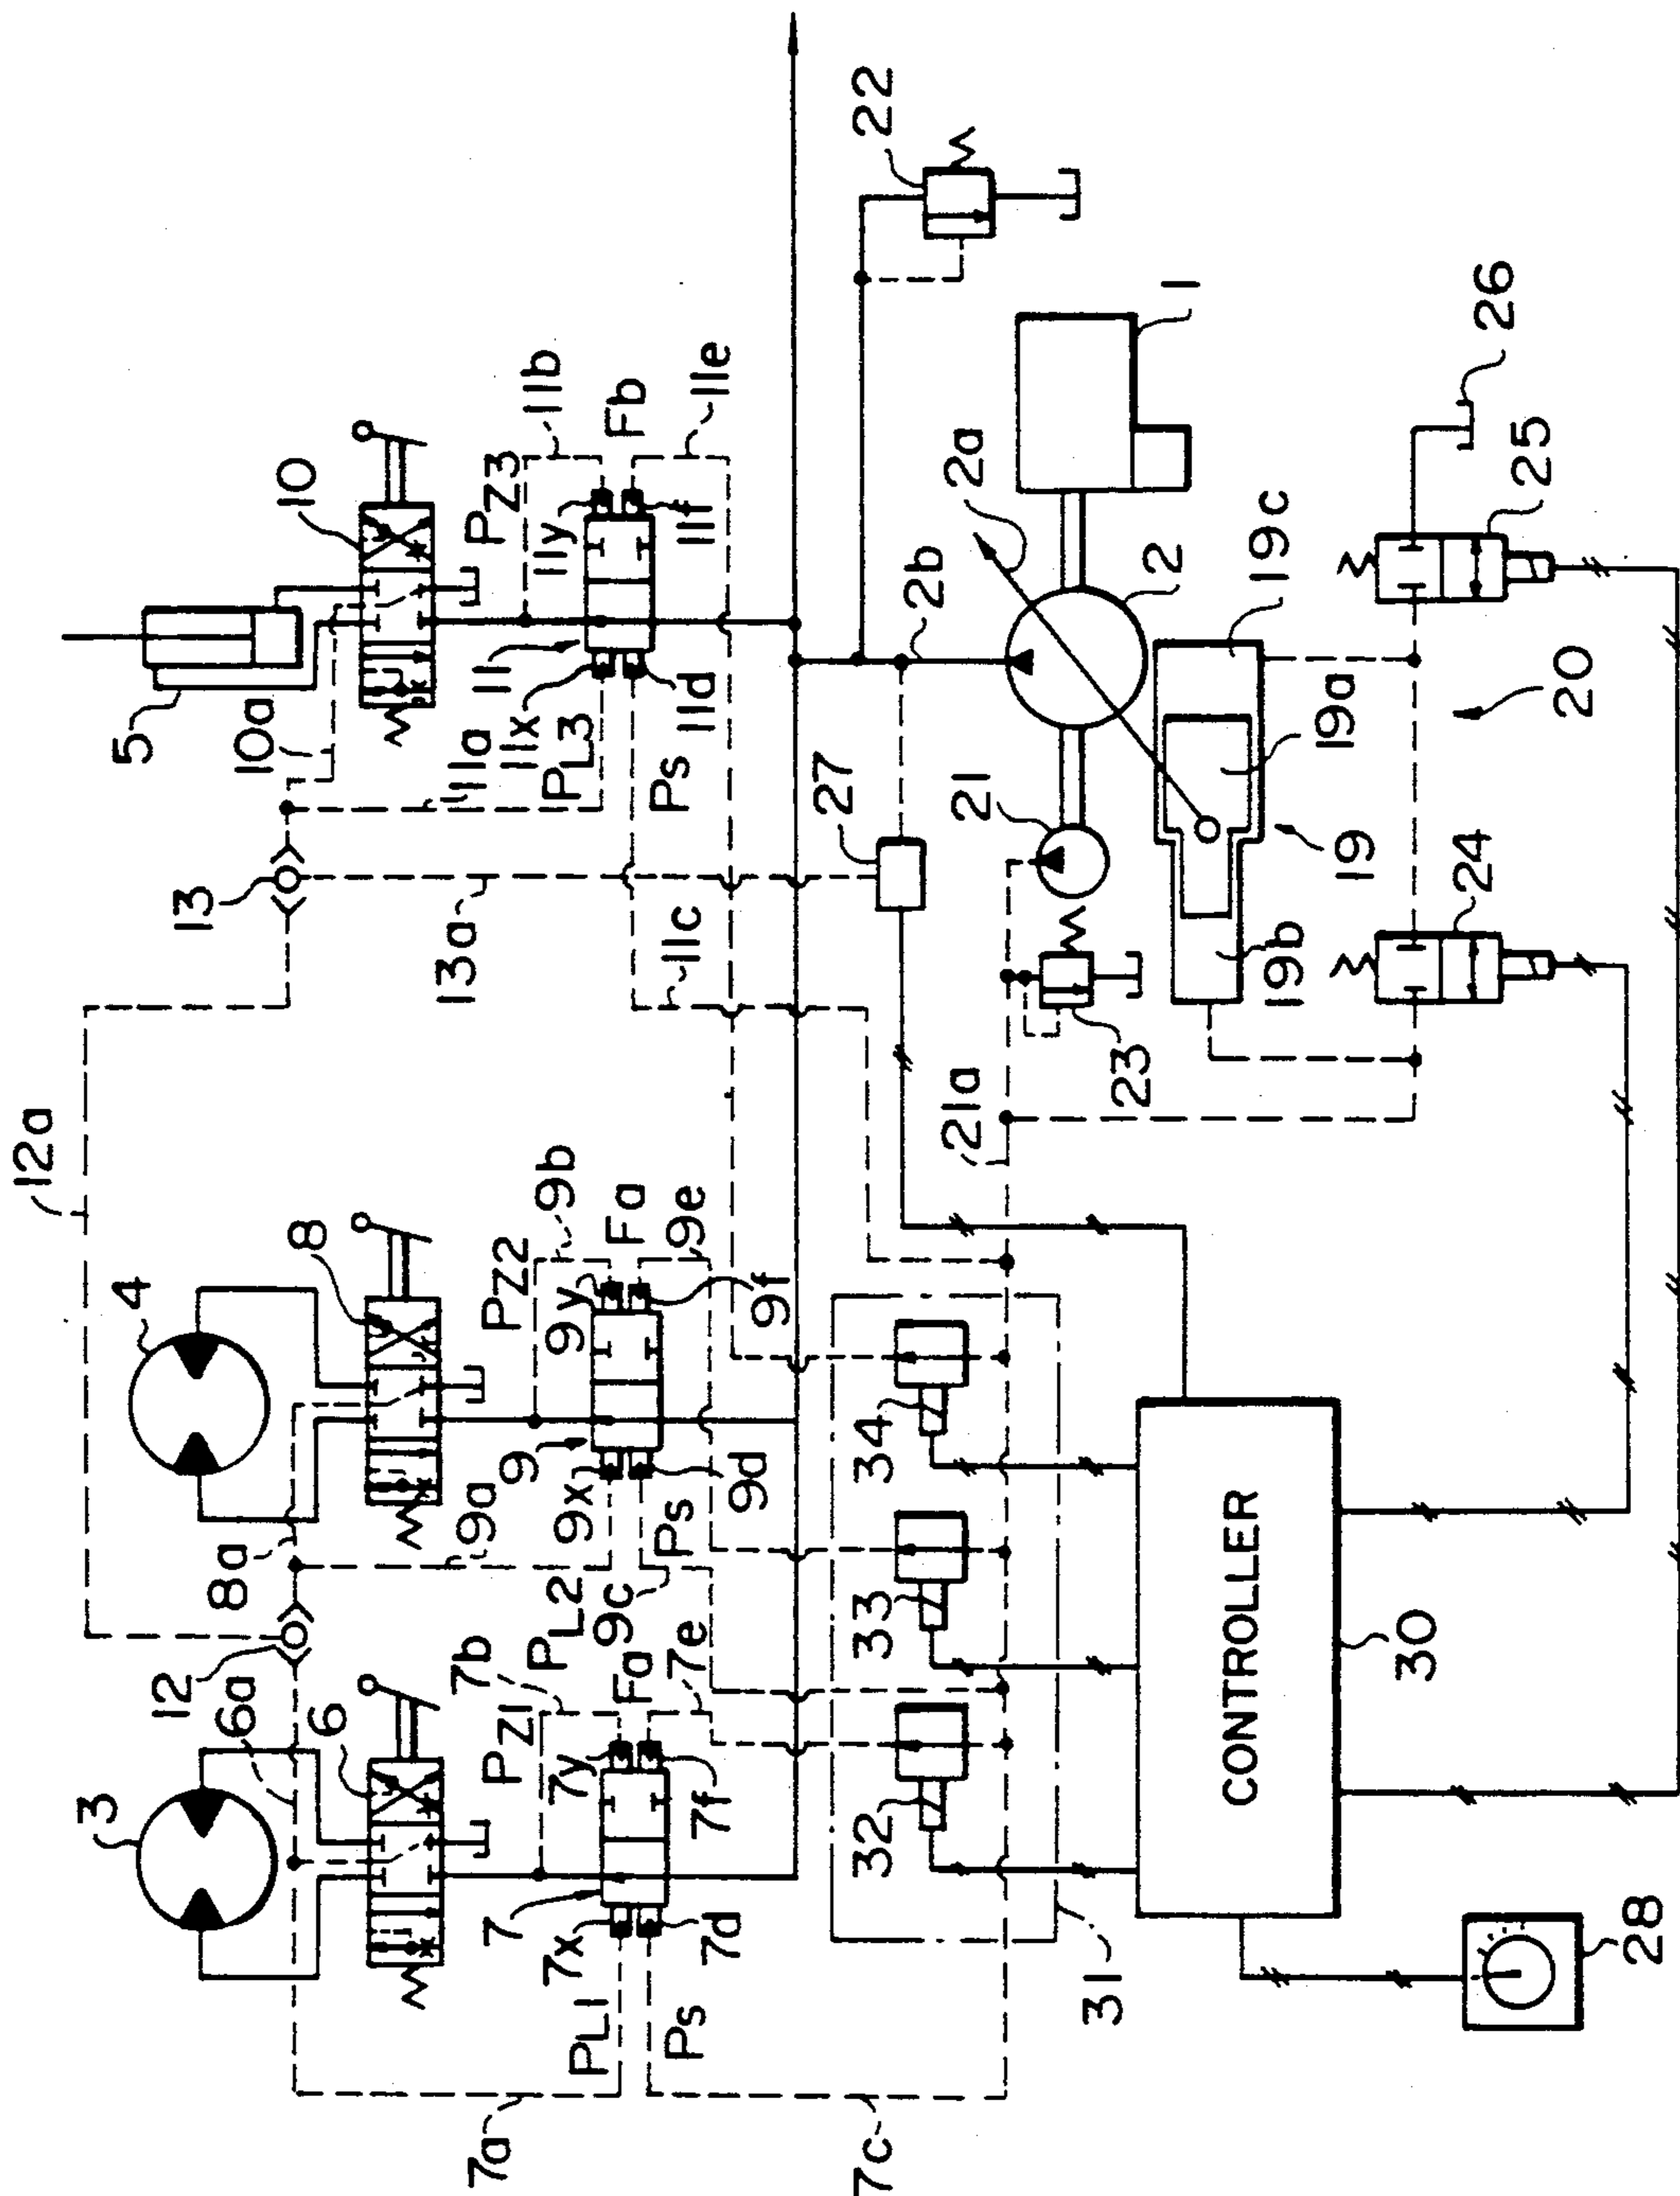 12a
22
4
5
10
10a
13
8
8a
12
6a
6
3
PZ3
11b
11y
Fb
11e
11f
11
11x
11a
PL3
11d
Ps
13a
11c
PZ2
9b
9y
Fa
9e
9f
9
9x
9a
9d
Ps
PL2
9c
PZ1
7b
7y
Fa
7e
7f
7
7x
7d
PL1
Ps
7a
7c
1
2a
2b
2
27
21
19c
19a
19
19b
26
25
20
24
23
21a
34
33
32
31
CONTROLLER
30
28